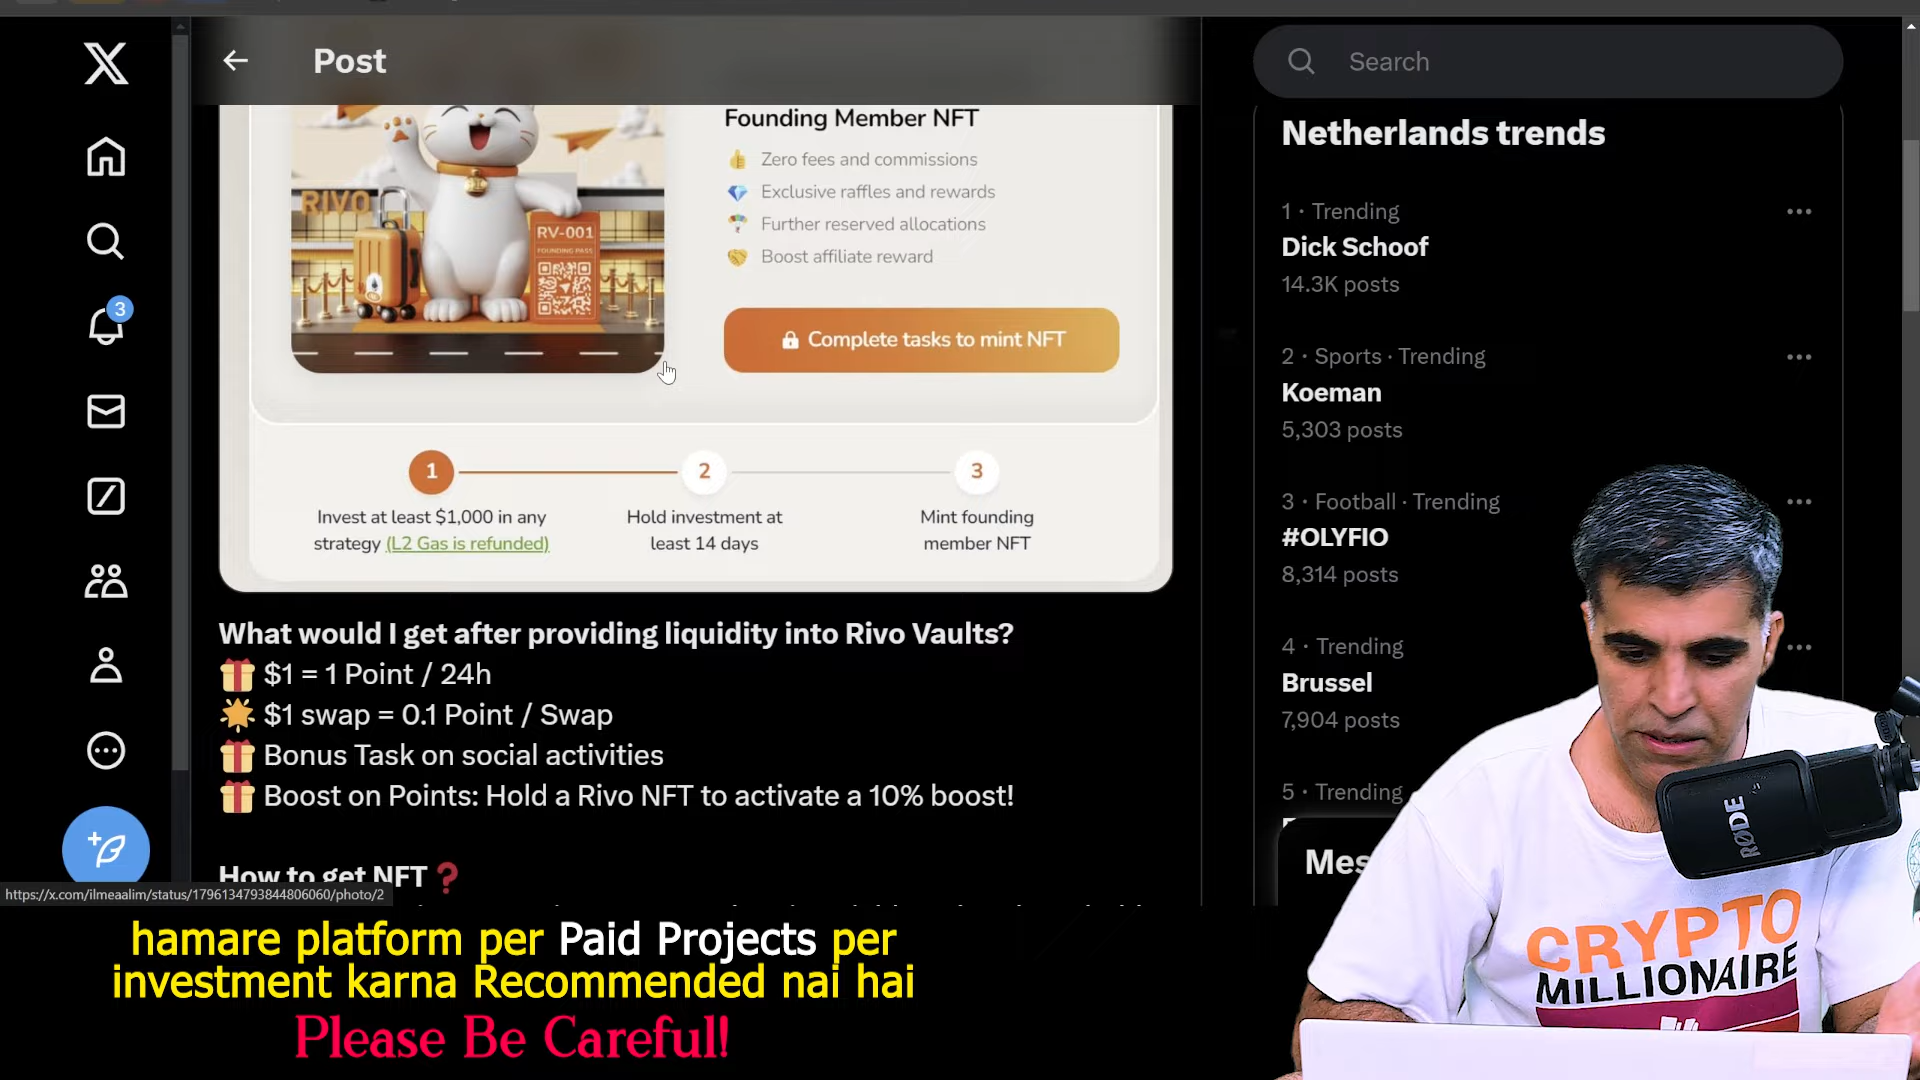 Post
Search
RIVO
RV-001
FOUNDING PASS
Founding Member NFT
Zero fees and commissions
Exclusive raffles and rewards
Further reserved allocations
Boost affiliate reward
Complete tasks to mint NFT
1
2
3
Invest at least $1,000 in any
strategy (L2 Gas is refunded)
Hold investment at
least 14 days
Mint founding
member NFT
What would I get after providing liquidity into Rivo Vaults?
$1 = 1 Point / 24h
$1 swap = 0.1 Point / Swap
Bonus Task on social activities
Boost on Points: Hold a Rivo NFT to activate a 10% boost!
How to get NFT❓
3
https://x.com/ilmeaalim/status/1796134793844806060/photo/2
Netherlands trends
1 · Trending
Dick Schoof
14.3K posts
2 · Sports · Trending
Koeman
5,303 posts
3 · Football · Trending
#OLYFIO
8,314 posts
4 · Trending
Brussel
7,904 posts
5 · Trending
Mes
RØDE
CRYPTO
MILLIONAIRE
hamare platform per Paid Projects per
investment karna Recommended nai hai
Please Be Careful!